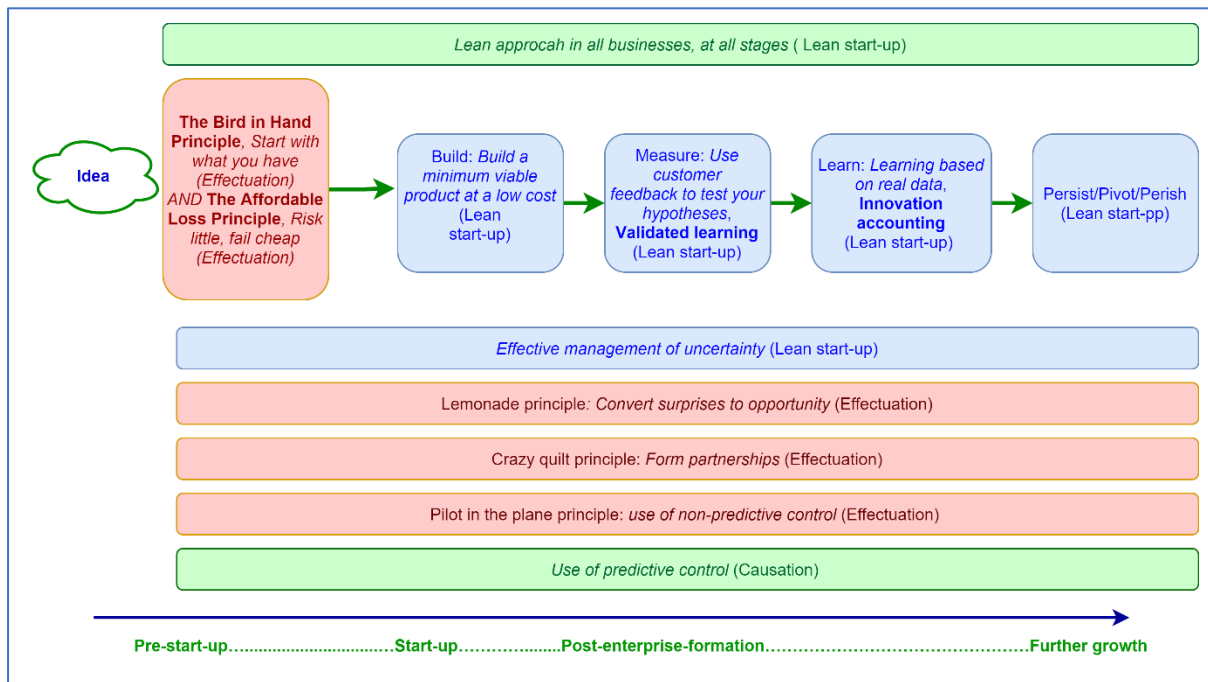 Lean approcah in all businesses, at all stages ( Lean start-up)
Idea
The Bird in Hand
Principle, Start with
what you have
(Effectuation)
AND The Affordable
Loss Principle, Risk
little, fail cheap
(Effectuation)
Build: Build a
minimum viable
product at a low cost
(Lean
start-up)
Measure: Use
customer
feedback to test your
hypotheses,
Validated learning
(Lean start-up)
Learn: Learning based
on real data,
Innovation
accounting
(Lean start-up)
Persist/Pivot/Perish
(Lean start-pp)
Effective management of uncertainty (Lean start-up)
Lemonade principle: Convert surprises to opportunity (Effectuation)
Crazy quilt principle: Form partnerships (Effectuation)
Pilot in the plane principle: use of non-predictive control (Effectuation)
Use of predictive control (Causation)
Pre-start-up…..............................…Start-up…………........Post-enterprise-formation……………………………………….Further growth